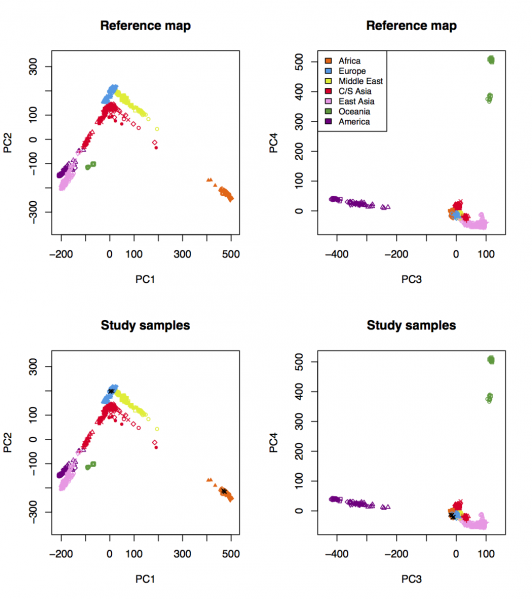 Reference map
300
100
0
−100
−300
PC2
−200
0
100
300
500
PC1
Reference map
Africa
Europe
Middle East
C/S Asia
East Asia
Oceania
America
500
400
300
200
100
0
PC4
−400
−200
0
100
PC3
Study samples
300
100
0
−100
−300
PC2
−200
0
100
300
500
PC1
Study samples
500
400
300
200
100
0
PC4
−400
−200
0
100
PC3